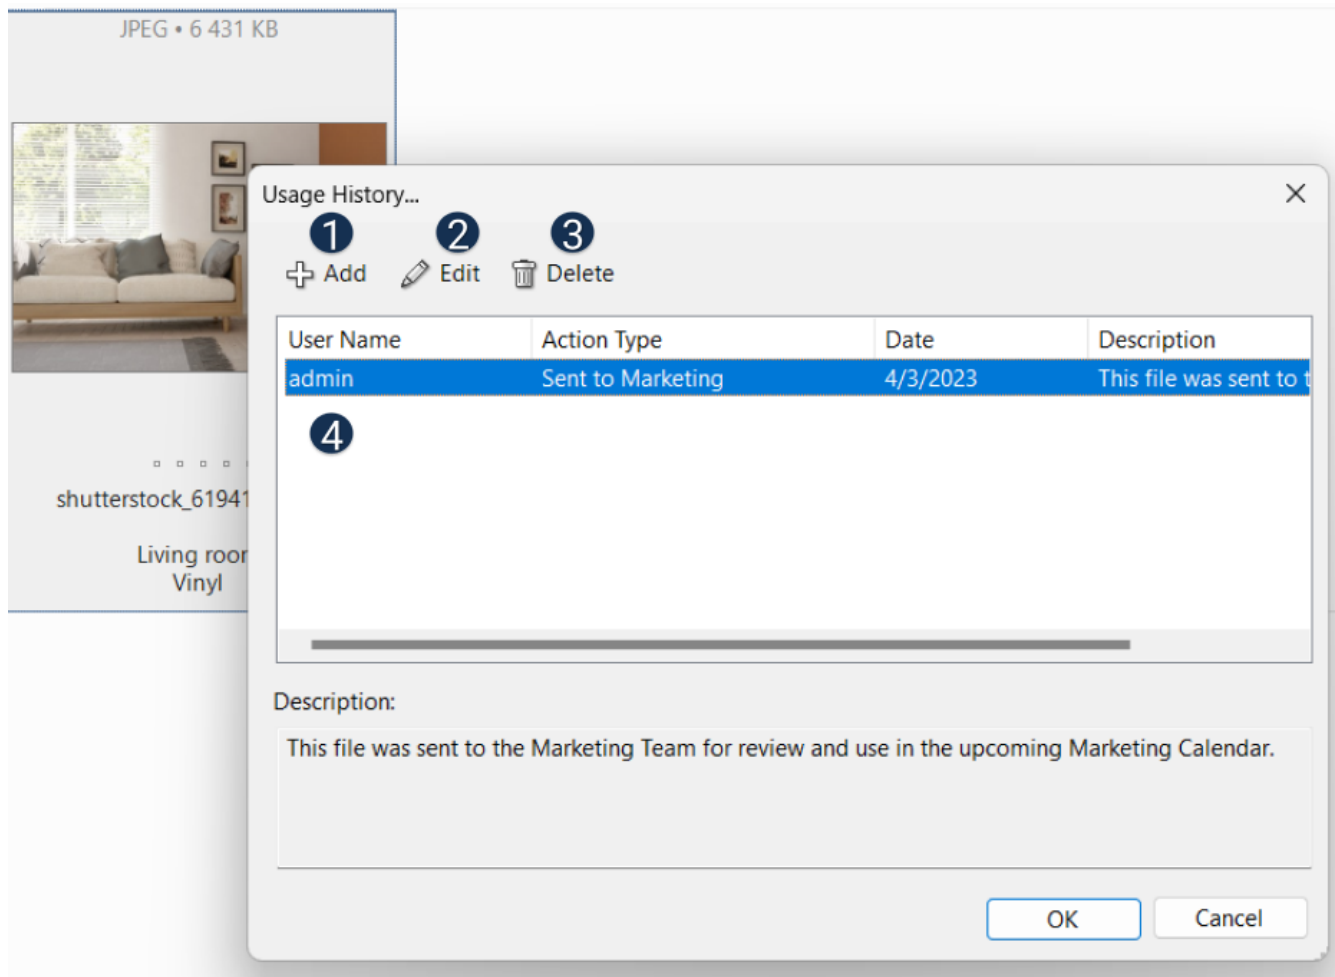 JPEG • 6 431 KB
Usage History...
1 2 3
Add Edit Delete
User Name Action Type Date Description
admin Sent to Marketing 4/3/2023 This file was sent to
4
shutterstock_6194
Living
Vinyl
Description:
This file was sent to the Marketing Team for review and use in the upcoming Marketing Calendar.
OK Cancel